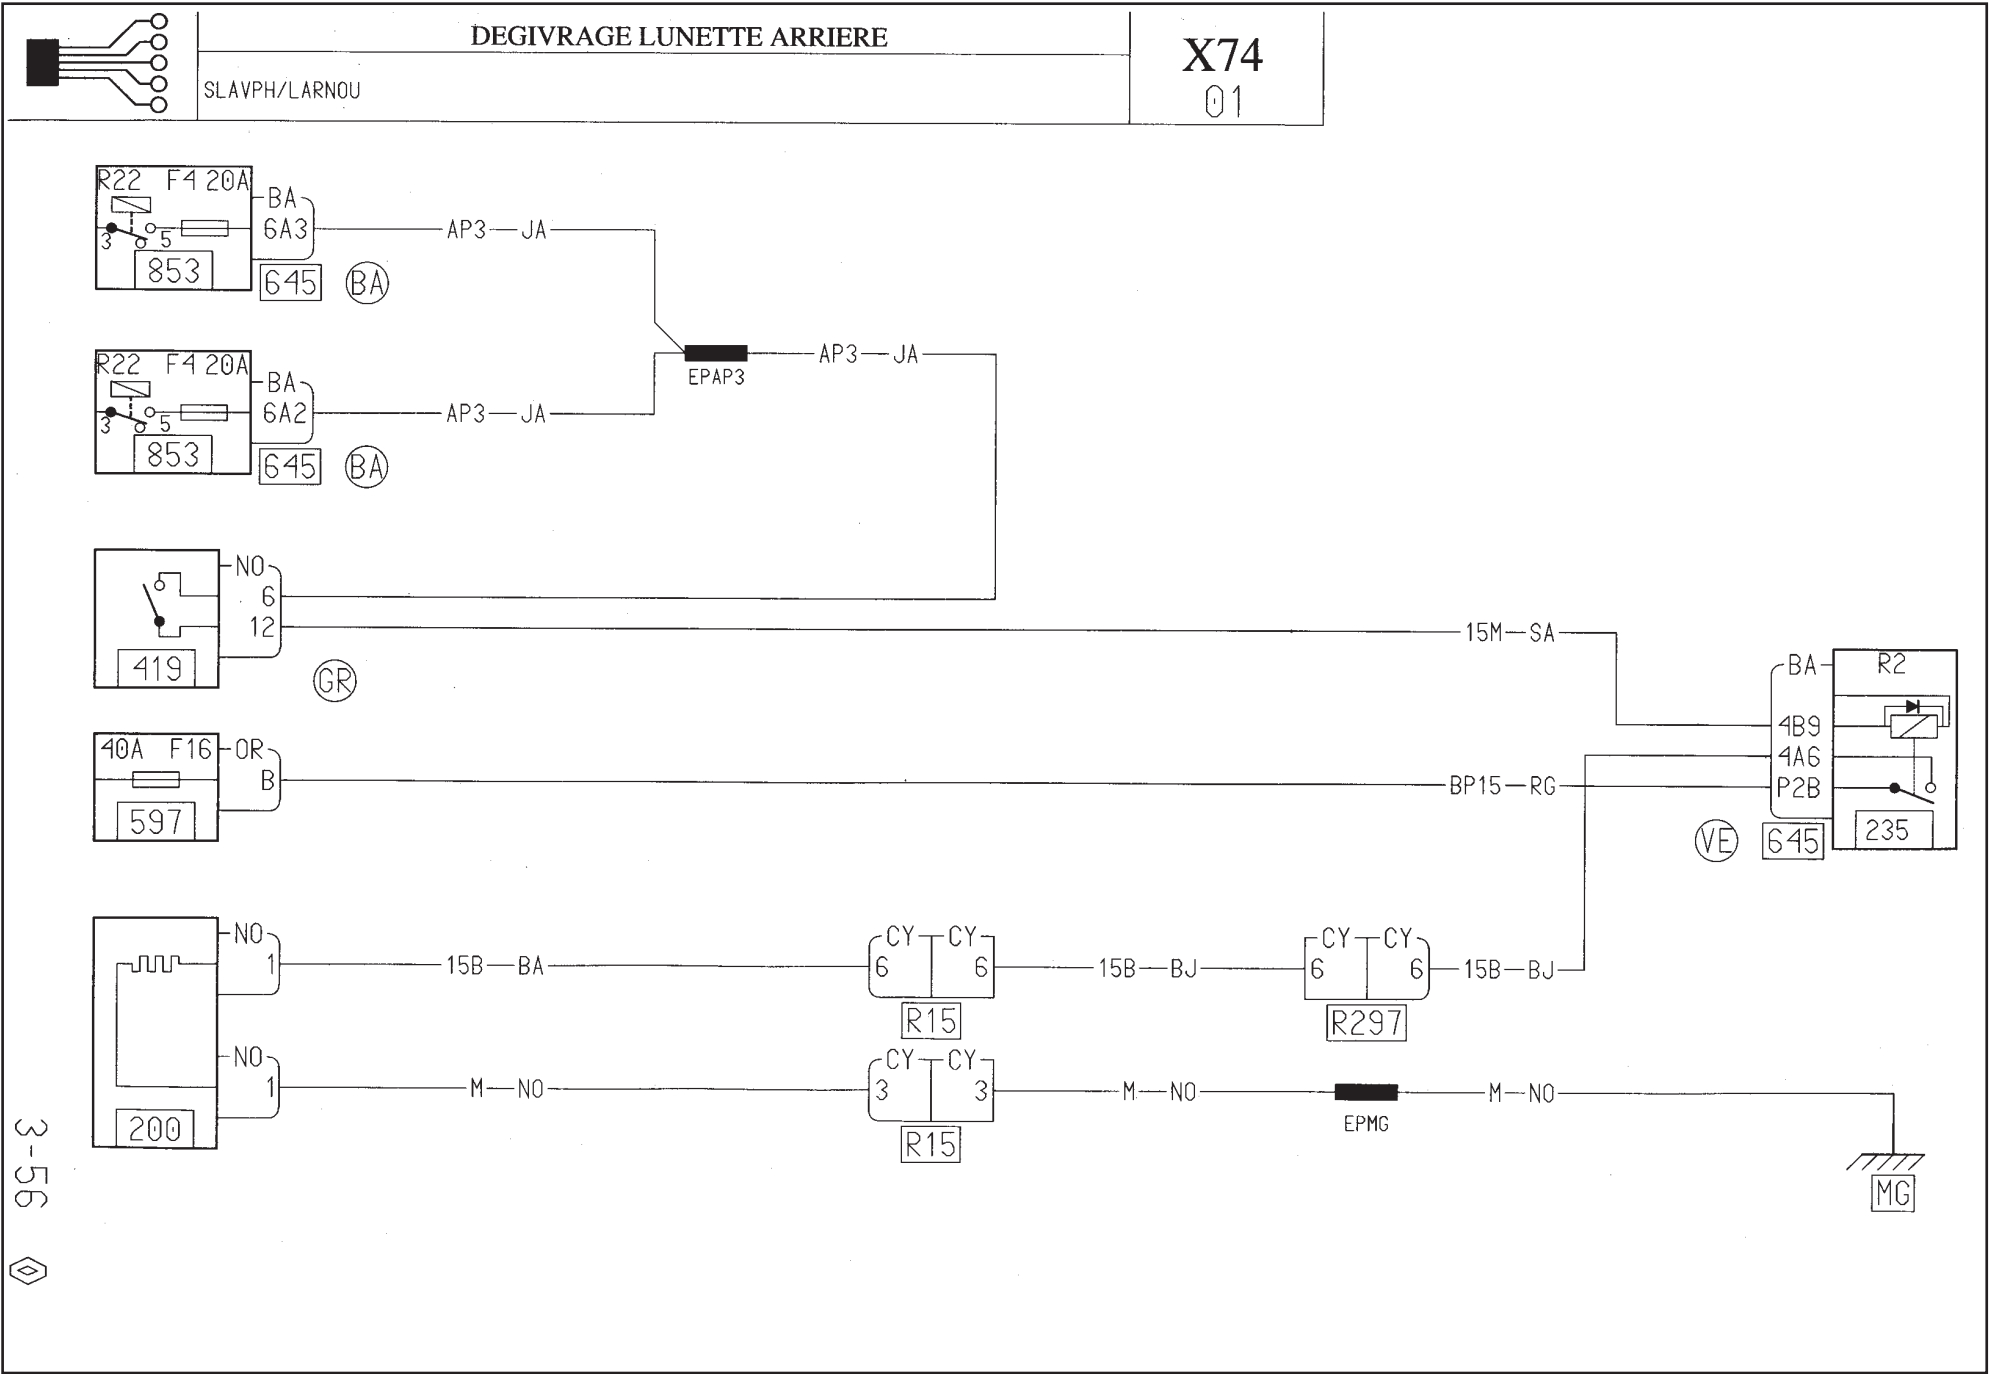 DEGIVRAGE LUNETTE ARRIERE
SLAVPH/LARNOU
X74
01
R22 F4 20A
BA
6A3
3 5
853
645
BA
AP3 JA
R22 F4 20A
BA
6A2
3 5
853
645
BA
AP3 JA
EPAP3
AP3 JA
NO
6
12
419
GR
15M SA
40A F16
OR
B
597
BP15 RG
BA
R2
4B9
4A6
P2B
VE
645
235
NO
1
15B BA
CY CY
6 6
R15
15B BJ
CY CY
6 6
R297
15B BJ
NO
1
200
M NO
CY CY
3 3
R15
M NO
EPMG
M NO
MG
3-56